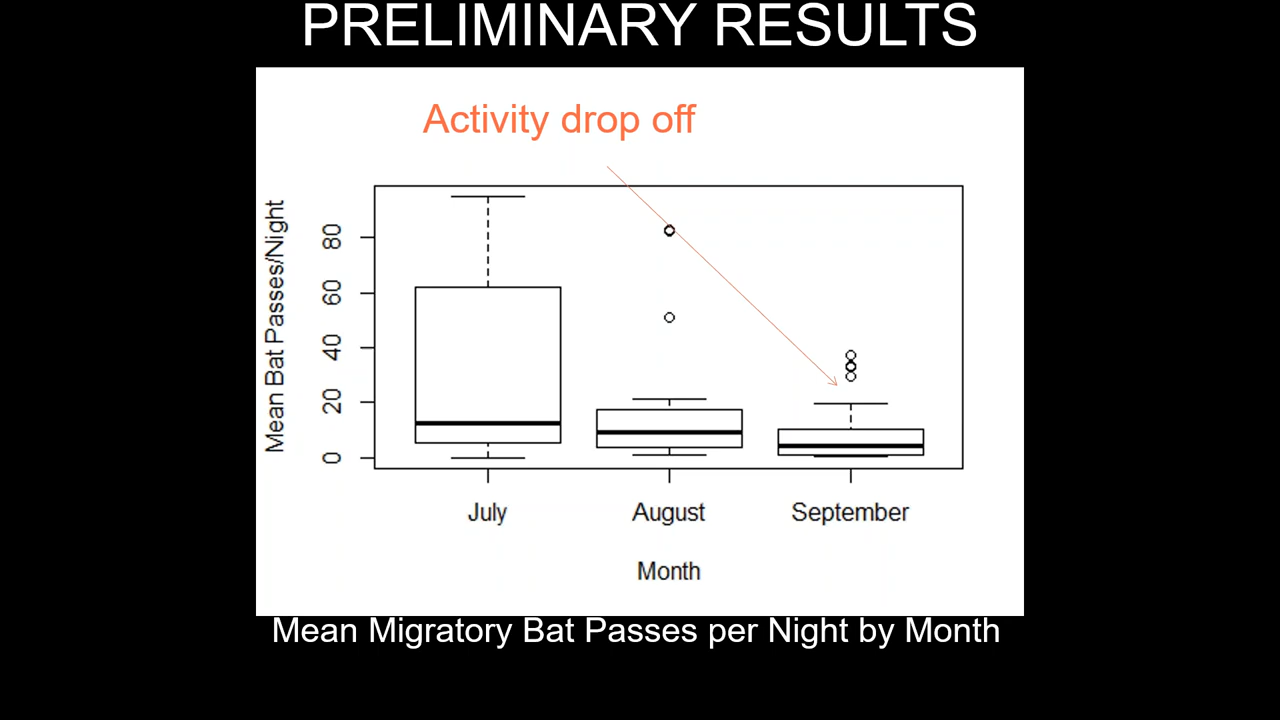 PRELIMINARY RESULTS
Activity drop off
Mean Bat Passes/Night
80
60
40
20
0
July August September
Month
Mean Migratory Bat Passes per Night by Month